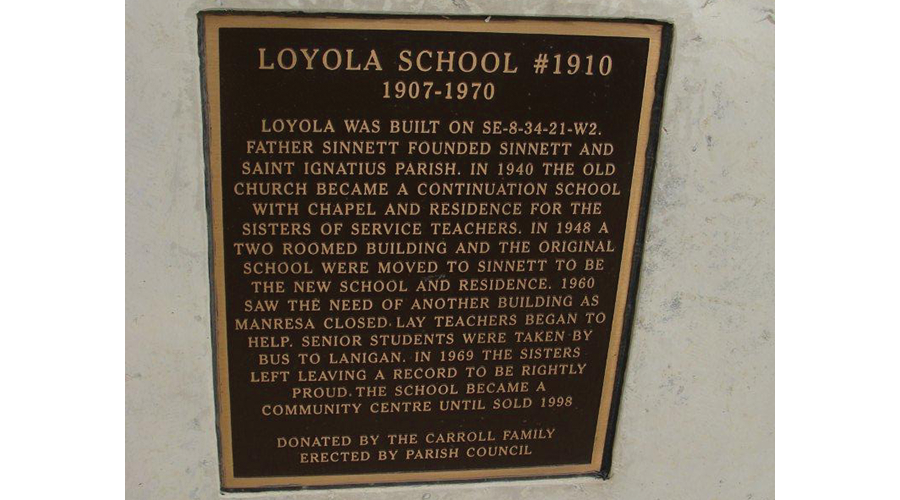 LOYOLA SCHOOL #1910
1907-1970
LOYOLA WAS BUILT ON SE-8-34-21-W2.
FATHER SINNETT FOUNDED SINNETT AND
SAINT IGNATIUS PARISH. IN 1940 THE OLD
CHURCH BECAME A CONTINUATION SCHOOL
WITH CHAPEL AND RESIDENCE FOR THE
SISTERS OF SERVICE TEACHERS. IN 1948 A
TWO ROOMED BUILDING AND THE ORIGINAL
SCHOOL WERE MOVED TO SINNETT TO BE
THE NEW SCHOOL AND RESIDENCE. 1960
SAW THE NEED OF ANOTHER BUILDING AS
MANRESA CLOSED. LAY TEACHERS BEGAN TO
HELP. SENIOR STUDENTS WERE TAKEN BY
BUS TO LANIGAN. IN 1969 THE SISTERS
LEFT LEAVING A RECORD TO BE RIGHTLY
PROUD. THE SCHOOL BECAME A
COMMUNITY CENTRE UNTIL SOLD 1998
DONATED BY THE CARROLL FAMILY
ERECTED BY PARISH COUNCIL